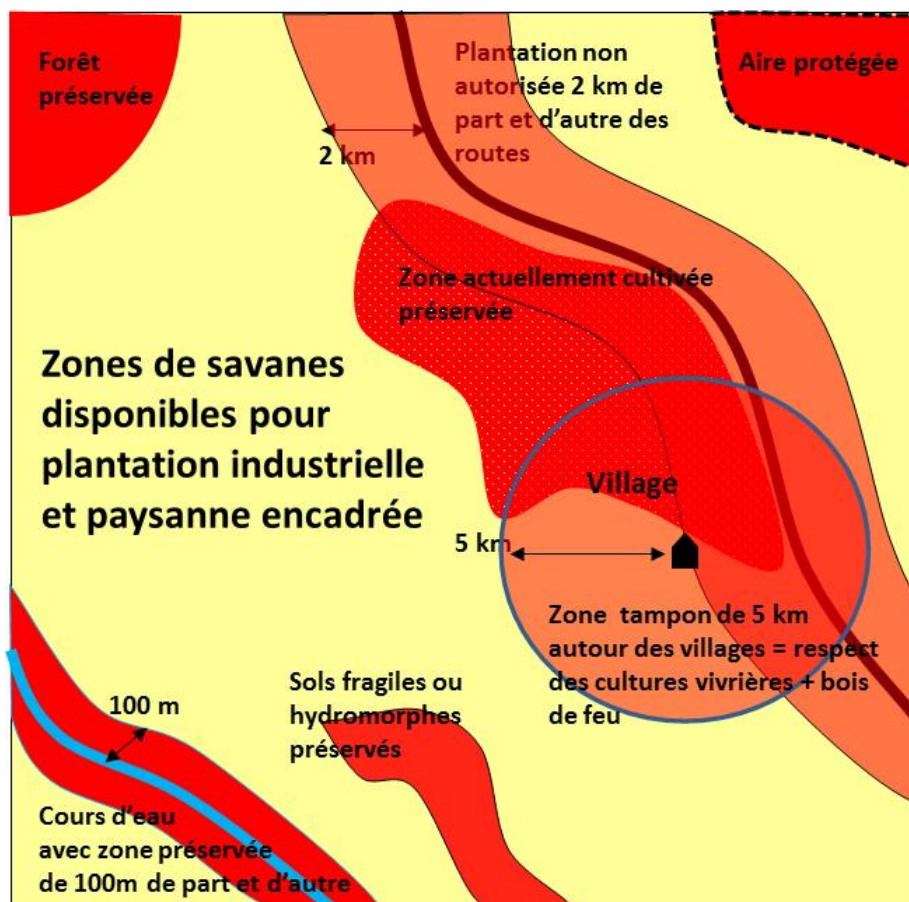 Forêt
préservée
Plantation non
autorisée 2 km de
part et d'autre des
routes
Aire protégée
2 km
Zone actuellement cultivée
préservée
Zones de savanes
disponibles pour
plantation industrielle
et paysanne encadrée
Village
5 km
Zone tampon de 5 km
autour des villages = respect
des cultures vivrières + bois
de feu
100 m
Sols fragiles ou
hydromorphes
préservés
Cours d'eau
avec zone préservée
de 100m de part et d'autre